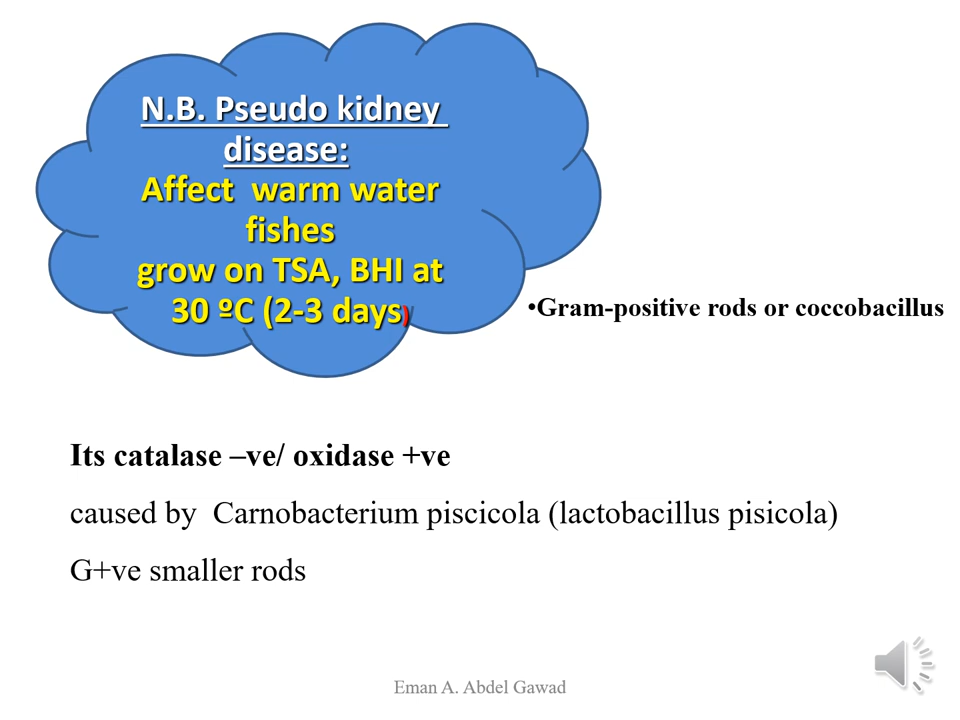 N.B. Pseudo kidney
disease:
Affect  warm water
fishes
grow on TSA, BHI at
30 ºC (2-3 days)
•Gram-positive rods or coccobacillus
Its catalase –ve/ oxidase +ve
caused by  Carnobacterium piscicola (lactobacillus pisicola)
G+ve smaller rods
Eman A. Abdel Gawad